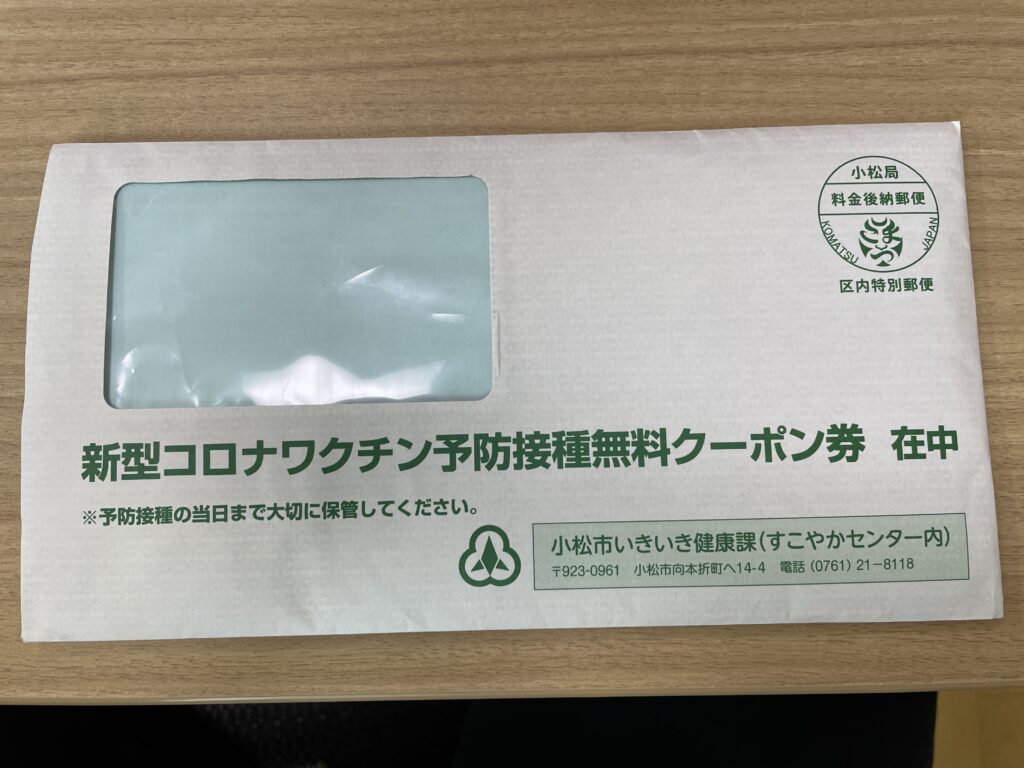 小松局
料金後納郵便
こまつ
KOMATSU JAPAN
区内特別郵便
新型コロナワクチン予防接種無料クーポン券 在中
※予防接種の当日まで大切に保管してください。
小松市いきいき健康課(すこやかセンター内)
〒923-0961 小松市向本折町ヘ14-4 電話(0761)21-8118